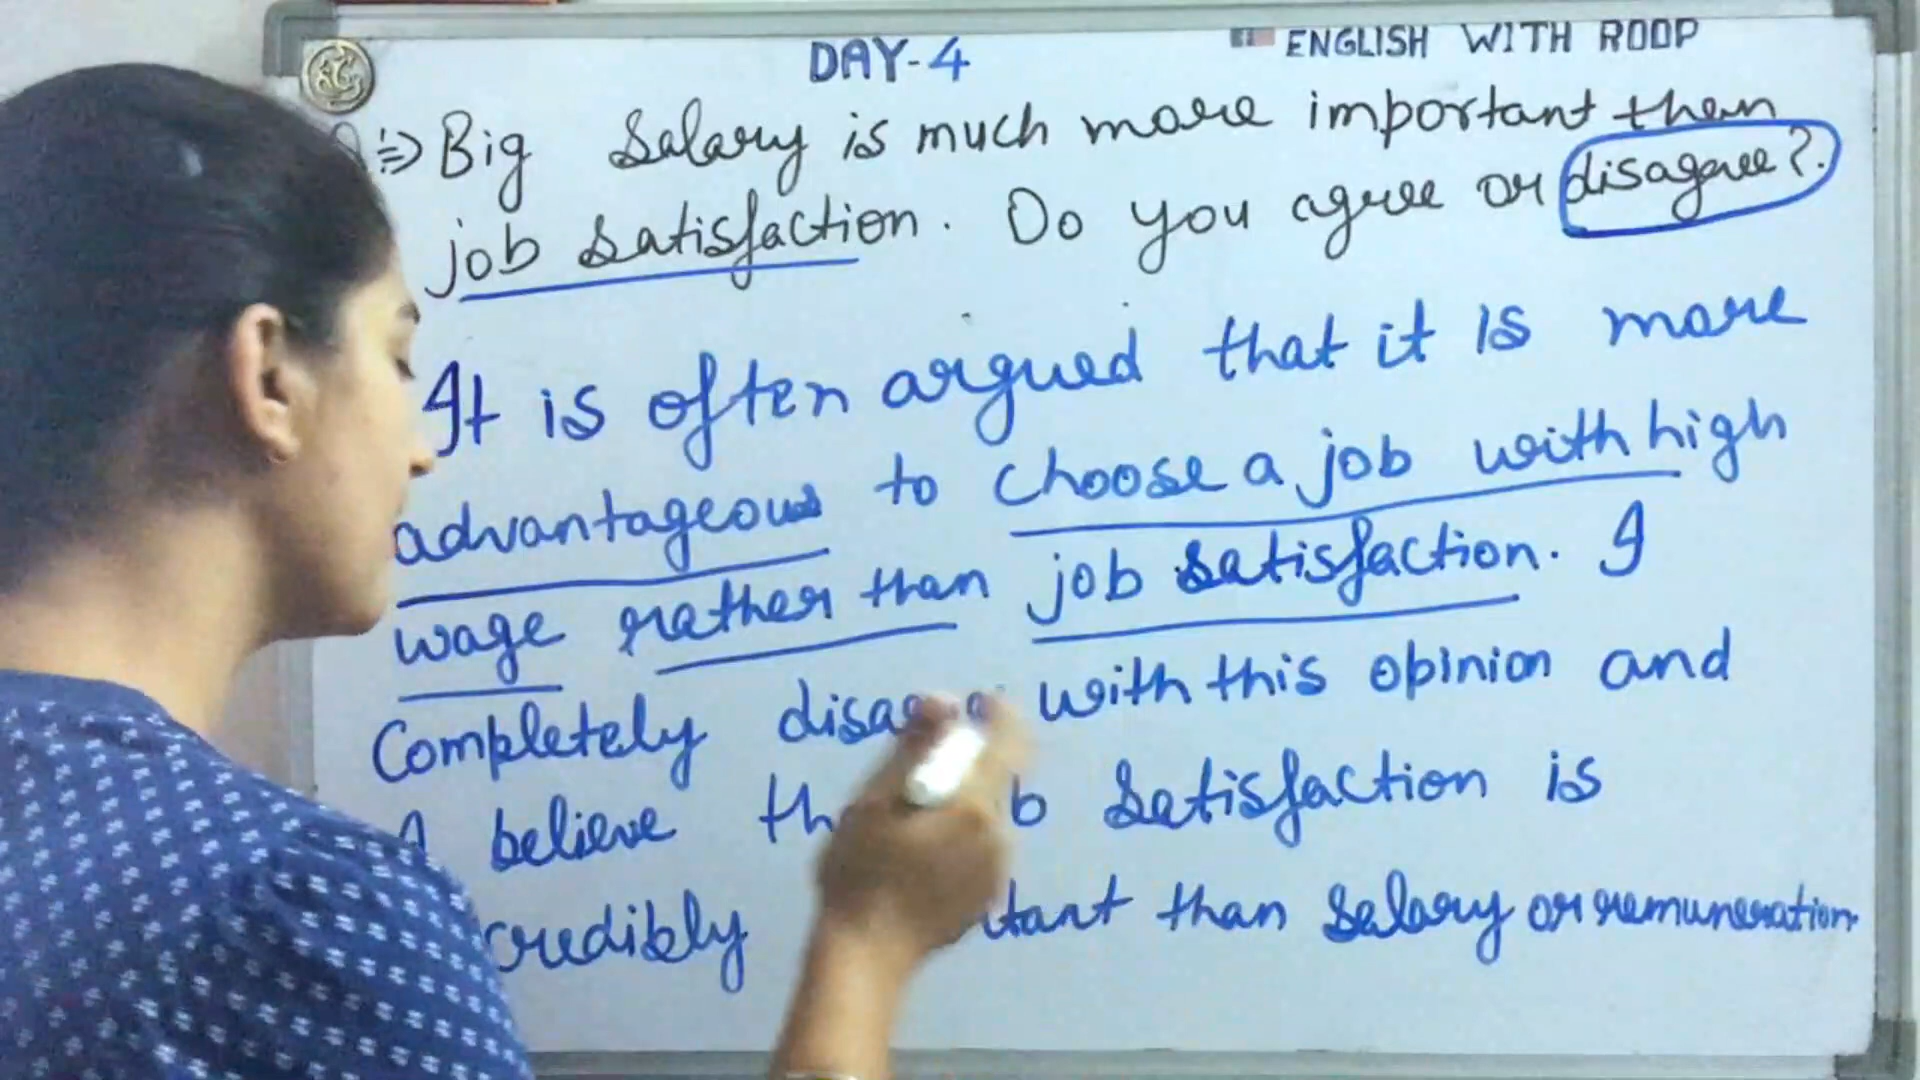 DAY-4
ENGLISH WITH ROOP
Big Salary is much more important then
job satisfaction. Do you agree or disagree?.
It is often argued that it is more
advantageous to choose a job with high
wage rather than job satisfaction. I
Completely with this opinion and
I believe satisfaction is
than salary or remuneration.